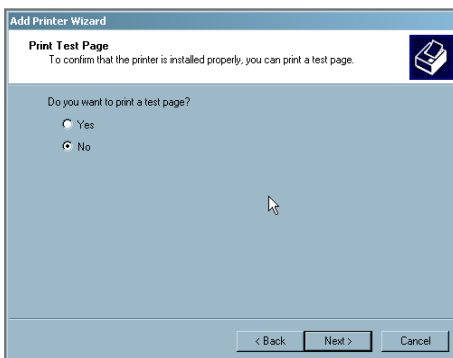 Add Printer Wizard
Print Test Page
To confirm that the printer is installed properly, you can print a test page.
Do you want to print a test page?
Yes
No
< Back Next > Cancel